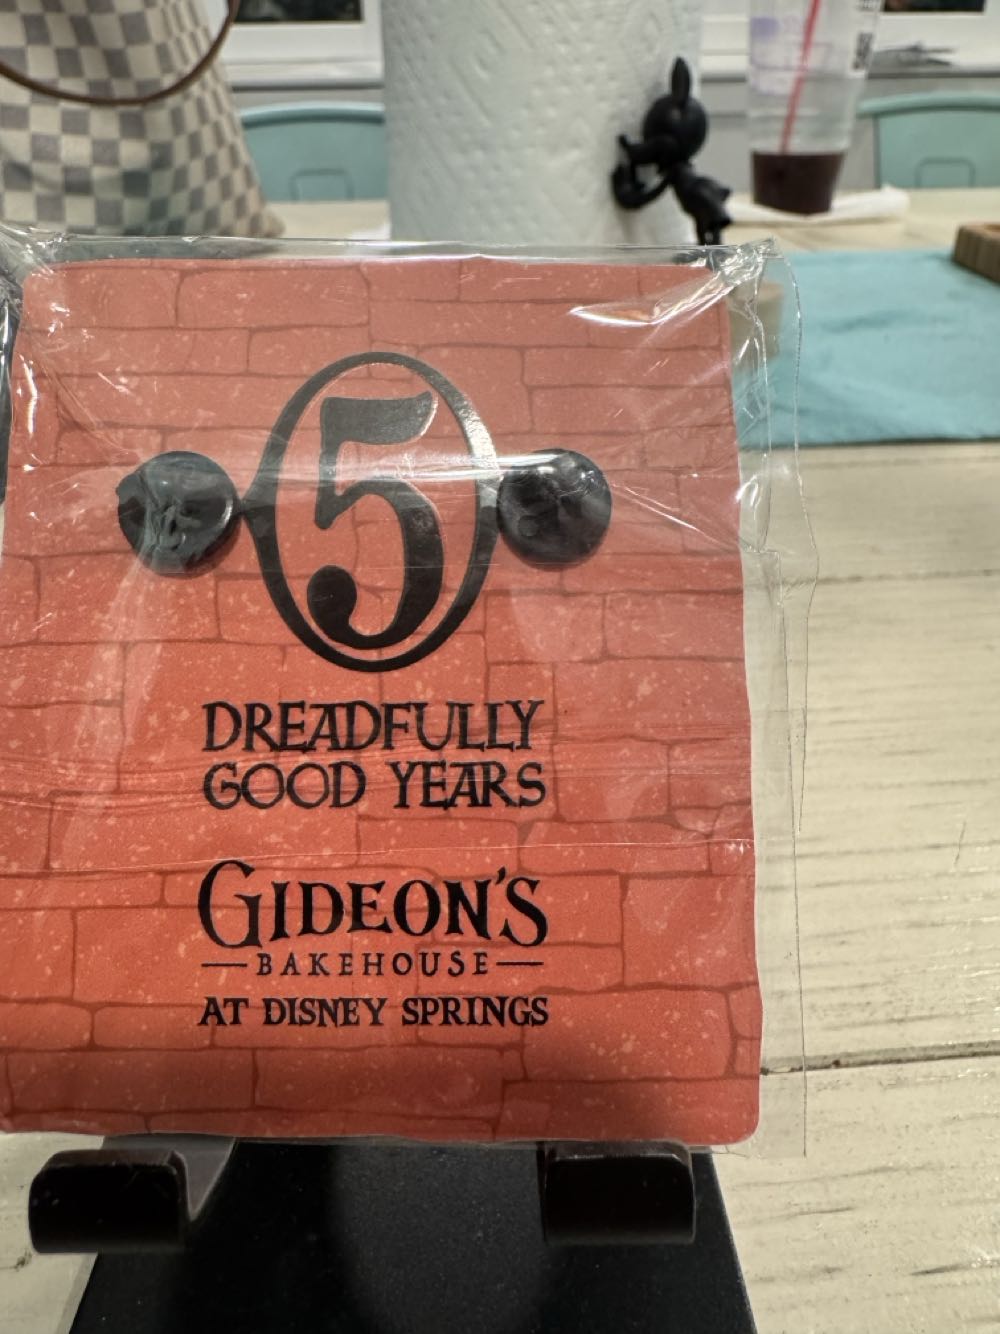 5
DREADFULLY
GOOD YEARS
GIDEON'S
BAKEHOUSE
AT DISNEY SPRINGS